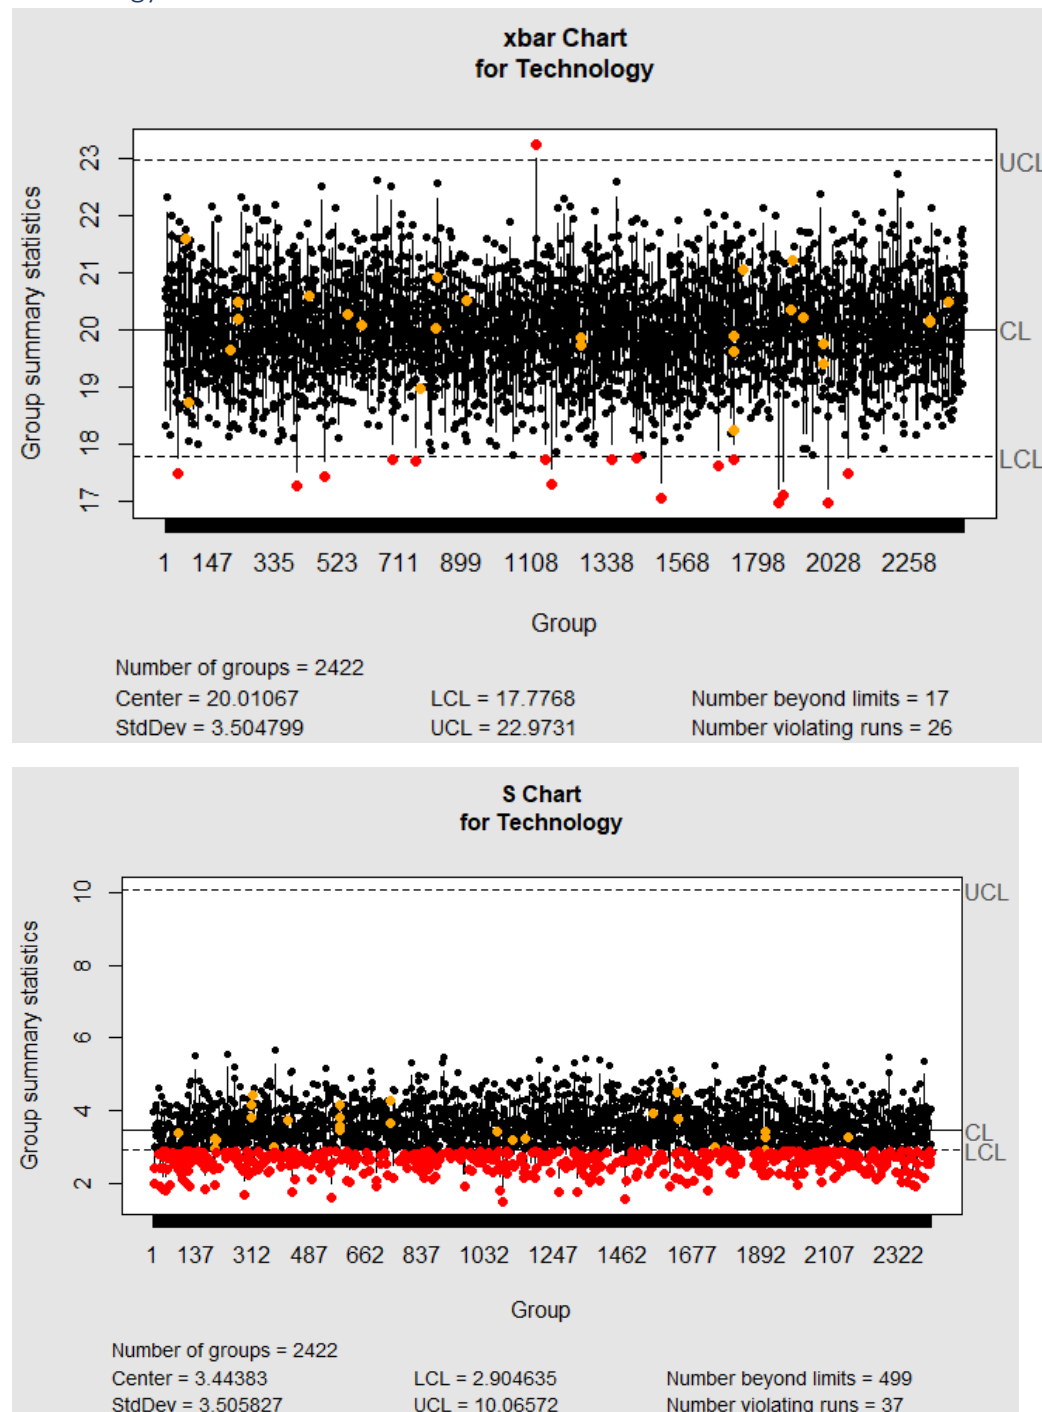 xbar Chart
for Technology
Group summary statistics
23
22
21
20
19
18
17
UCL
CL
LCL
1 147 335 523 711 899 1108 1338 1568 1798 2028 2258
Group
Number of groups = 2422
Center = 20.01067 LCL = 17.7768 Number beyond limits = 17
StdDev = 3.504799 UCL = 22.9731 Number violating runs = 26
S Chart
for Technology
Group summary statistics
10
8
6
4
2
UCL
CL
LCL
1 137 312 487 662 837 1032 1247 1462 1677 1892 2107 2322
Group
Number of groups = 2422
Center = 3.44383 LCL = 2.904635 Number beyond limits = 499
StdDev = 3.505827 UCL = 10.06572 Number violating runs = 37